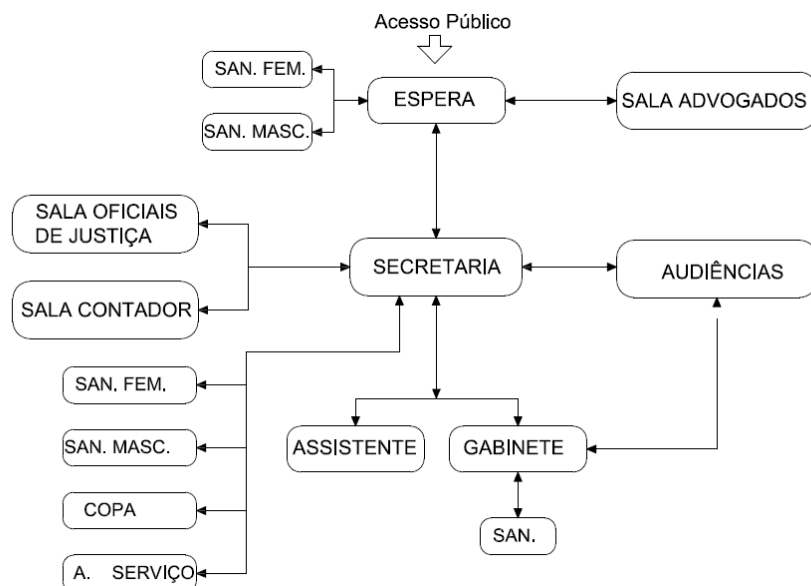 Acesso Público
SAN. FEM.
ESPERA
SALA ADVOGADOS
SAN. MASC.
SALA OFICIAIS
DE JUSTIÇA
SECRETARIA
AUDIÊNCIAS
SALA CONTADOR
SAN. FEM.
ASSISTENTE
GABINETE
SAN. MASC.
COPA
SAN.
A. SERVIÇO